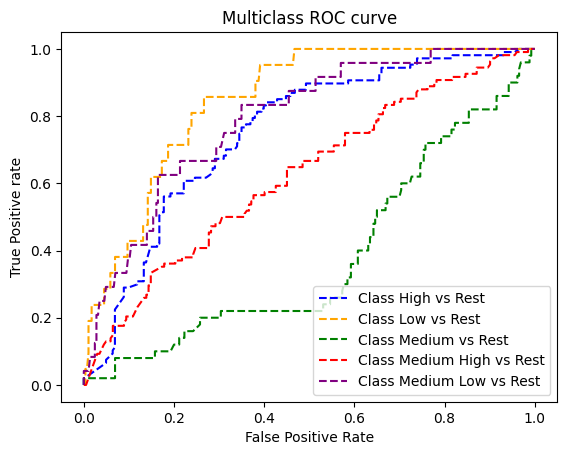 Multiclass ROC curve
True Positive rate
1.0
0.8
0.6
0.4
0.2
0.0
Class High vs Rest
Class Low vs Rest
Class Medium vs Rest
Class Medium High vs Rest
Class Medium Low vs Rest
0.0 0.2 0.4 0.6 0.8 1.0
False Positive Rate